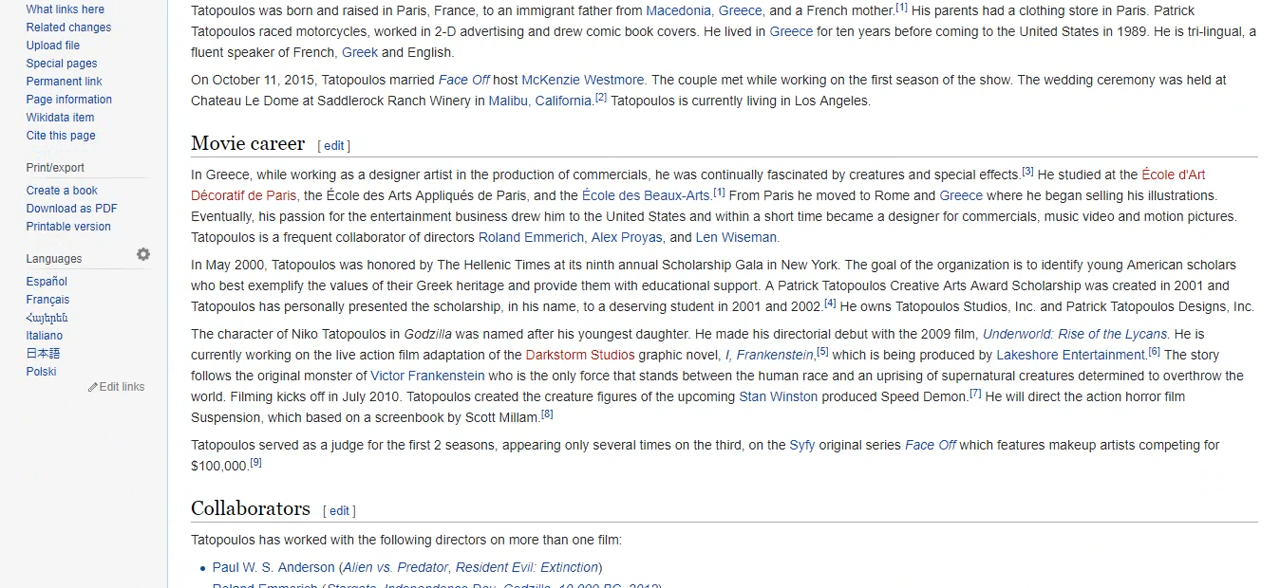 What links here
Related changes
Upload file
Special pages
Permanent link
Page information
Wikidata item
Cite this page
Print/export
Create a book
Download as PDF
Printable version
Languages
Español
Français
Հայերեն
Italiano
日本語
Polski
Edit links
Tatopoulos was born and raised in Paris, France, to an immigrant father from Macedonia, Greece, and a French mother.[1] His parents had a clothing store in Paris. Patrick
Tatopoulos raced motorcycles, worked in 2-D advertising and drew comic book covers. He lived in Greece for ten years before coming to the United States in 1989. He is tri-lingual, a
fluent speaker of French, Greek and English.
On October 11, 2015, Tatopoulos married Face Off host McKenzie Westmore. The couple met while working on the first season of the show. The wedding ceremony was held at
Chateau Le Dome at Saddlerock Ranch Winery in Malibu, California.[2] Tatopoulos is currently living in Los Angeles.
Movie career [ edit ]
In Greece, while working as a designer artist in the production of commercials, he was continually fascinated by creatures and special effects.[3] He studied at the École d'Art
Décoratif de Paris, the École des Arts Appliqués de Paris, and the École des Beaux-Arts.[1] From Paris he moved to Rome and Greece where he began selling his illustrations.
Eventually, his passion for the entertainment business drew him to the United States and within a short time became a designer for commercials, music video and motion pictures.
Tatopoulos is a frequent collaborator of directors Roland Emmerich, Alex Proyas, and Len Wiseman.
In May 2000, Tatopoulos was honored by The Hellenic Times at its ninth annual Scholarship Gala in New York. The goal of the organization is to identify young American scholars
who best exemplify the values of their Greek heritage and provide them with educational support. A Patrick Tatopoulos Creative Arts Award Scholarship was created in 2001 and
Tatopoulos has personally presented the scholarship, in his name, to a deserving student in 2001 and 2002.[4] He owns Tatopoulos Studios, Inc. and Patrick Tatopoulos Designs, Inc.
The character of Niko Tatopoulos in Godzilla was named after his youngest daughter. He made his directorial debut with the 2009 film, Underworld: Rise of the Lycans. He is
currently working on the live action film adaptation of the Darkstorm Studios graphic novel, I, Frankenstein,[5] which is being produced by Lakeshore Entertainment.[6] The story
follows the original monster of Victor Frankenstein who is the only force that stands between the human race and an uprising of supernatural creatures determined to overthrow the
world. Filming kicks off in July 2010. Tatopoulos created the creature figures of the upcoming Stan Winston produced Speed Demon.[7] He will direct the action horror film
Suspension, which based on a screenbook by Scott Millam.[8]
Tatopoulos served as a judge for the first 2 seasons, appearing only several times on the third, on the Syfy original series Face Off which features makeup artists competing for
$100,000.[9]
Collaborators [ edit ]
Tatopoulos has worked with the following directors on more than one film:
• Paul W. S. Anderson (Alien vs. Predator, Resident Evil: Extinction)
• Roland Emmerich (Stargate, Independence Day, Godzilla, 10,000 BC, 2012)